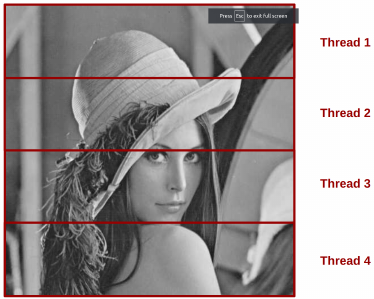 Press Esc to exit full screen
Thread 1
Thread 2
Thread 3
Thread 4